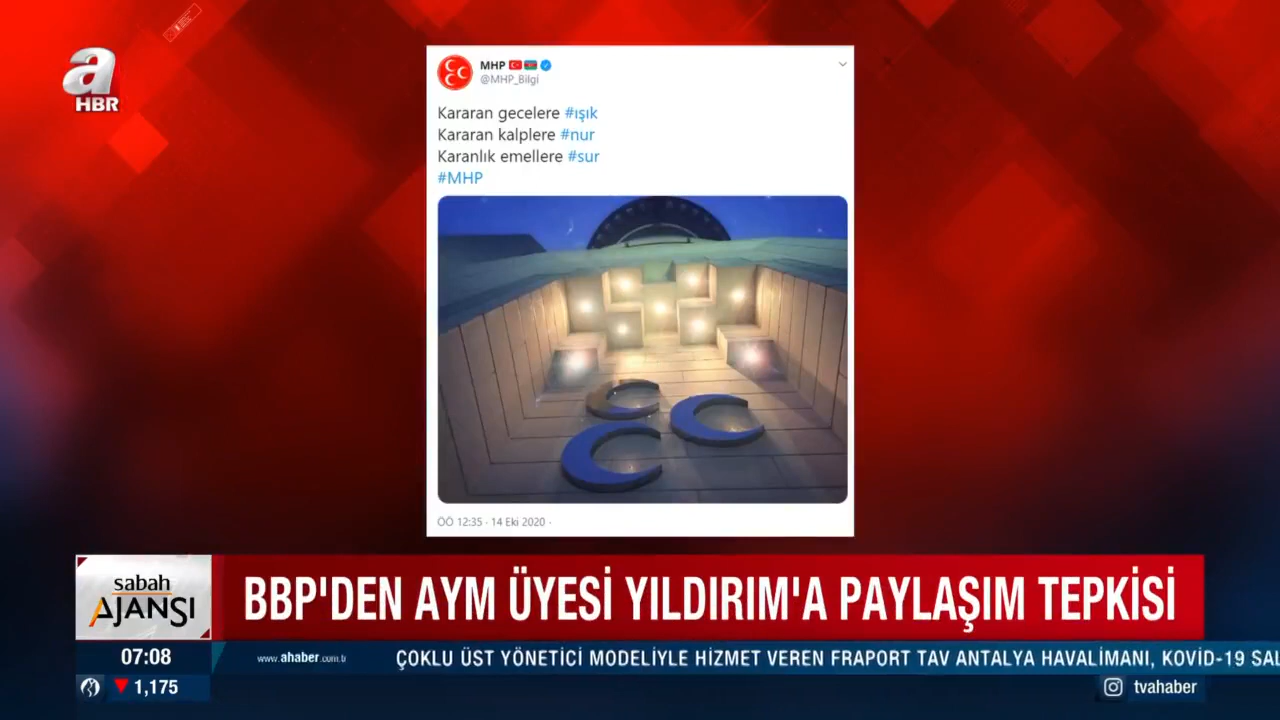 a
HBR
MHP
@MHP_Bilgi
Kararan gecelere #ışık
Kararan kalplere #nur
Karanlık emellere #sur
#MHP
ÖÖ 12:35 · 14 Eki 2020 ·
sabah
AJANSI
BBP'DEN AYM ÜYESİ YILDIRIM'A PAYLAŞIM TEPKİSİ
07:08
www.ahaber.com.tr
ÇOKLU ÜST YÖNETİCİ MODELİYLE HİZMET VEREN FRAPORT TAV ANTALYA HAVALİMANI, KOVİD-19 SAL
1,175
tvahaber